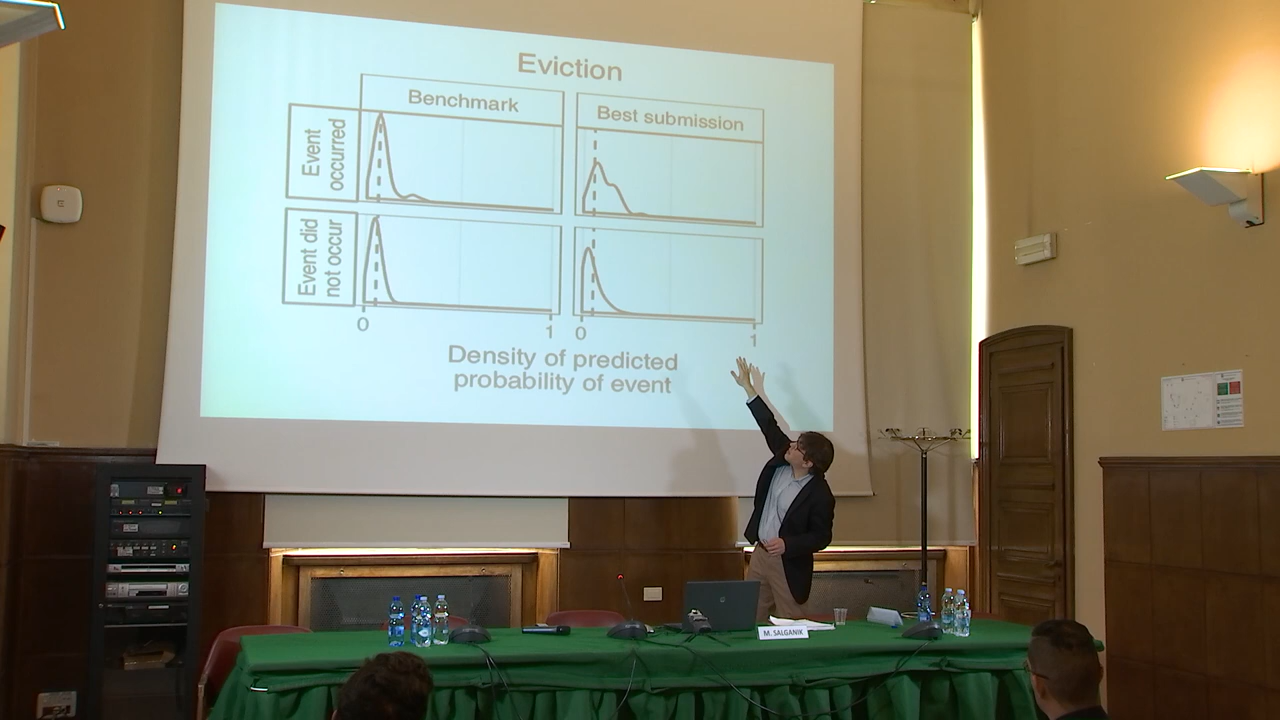 Eviction
Benchmark
Best submission
Event
occurred
Event did
not occur
0
1
0
1
Density of predicted
probability of event
M. SALGANIK